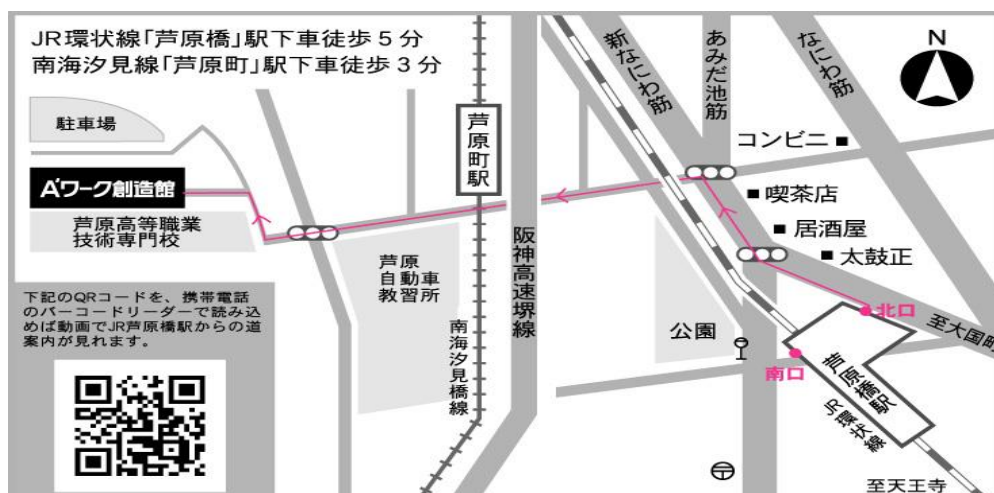 JR環状線「芦原橋」駅下車徒歩5分
南海汐見線「芦原町」駅下車徒歩3分
駐車場
A'ワーク創造館
芦原高等職業
技術専門校
下記のQRコードを、携帯電話
のバーコードリーダーで読み込
めば動画でJR芦原橋駅からの道
案内が見れます。
芦原町駅
芦原
自動車
教習所
南海汐見橋線
阪神高速堺線
新なにわ筋
あみだ池筋
なにわ筋
N
コンビニ
喫茶店
居酒屋
太鼓正
北口
至大国町
公園
南口
芦原橋駅
JR環状線
至天王寺